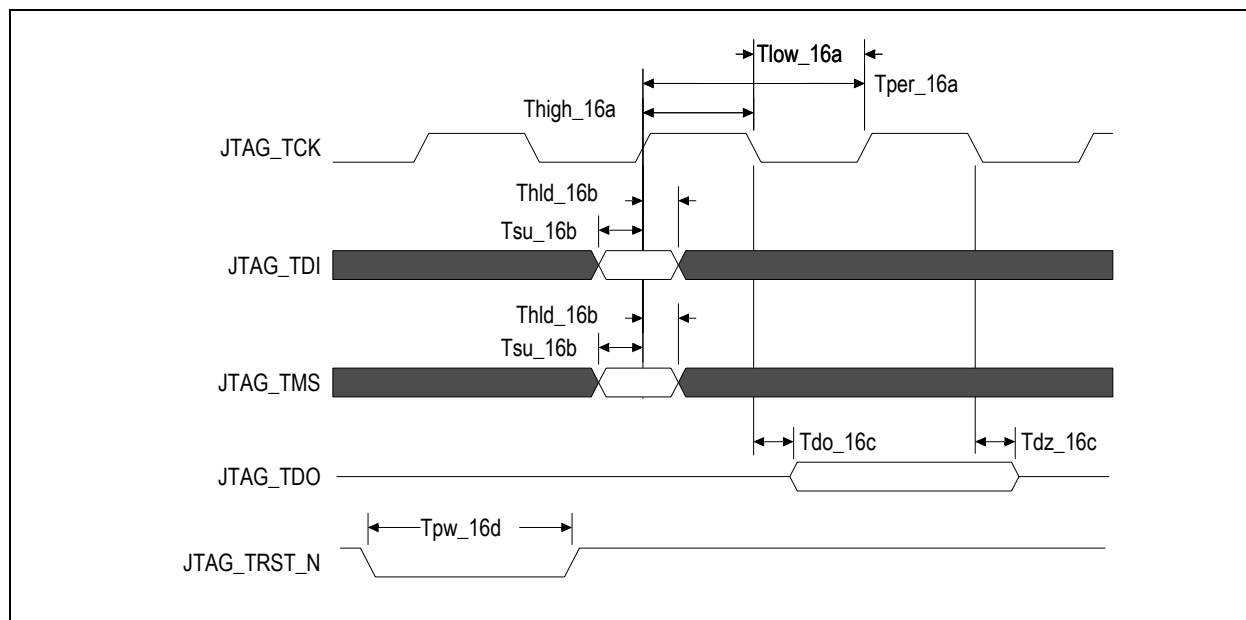 Tlow_16a
Tper_16a
Thigh_16a
JTAG_TCK
Thld_16b
Tsu_16b
JTAG_TDI
Thld_16b
Tsu_16b
JTAG_TMS
Tdo_16c
Tdz_16c
JTAG_TDO
Tpw_16d
JTAG_TRST_N